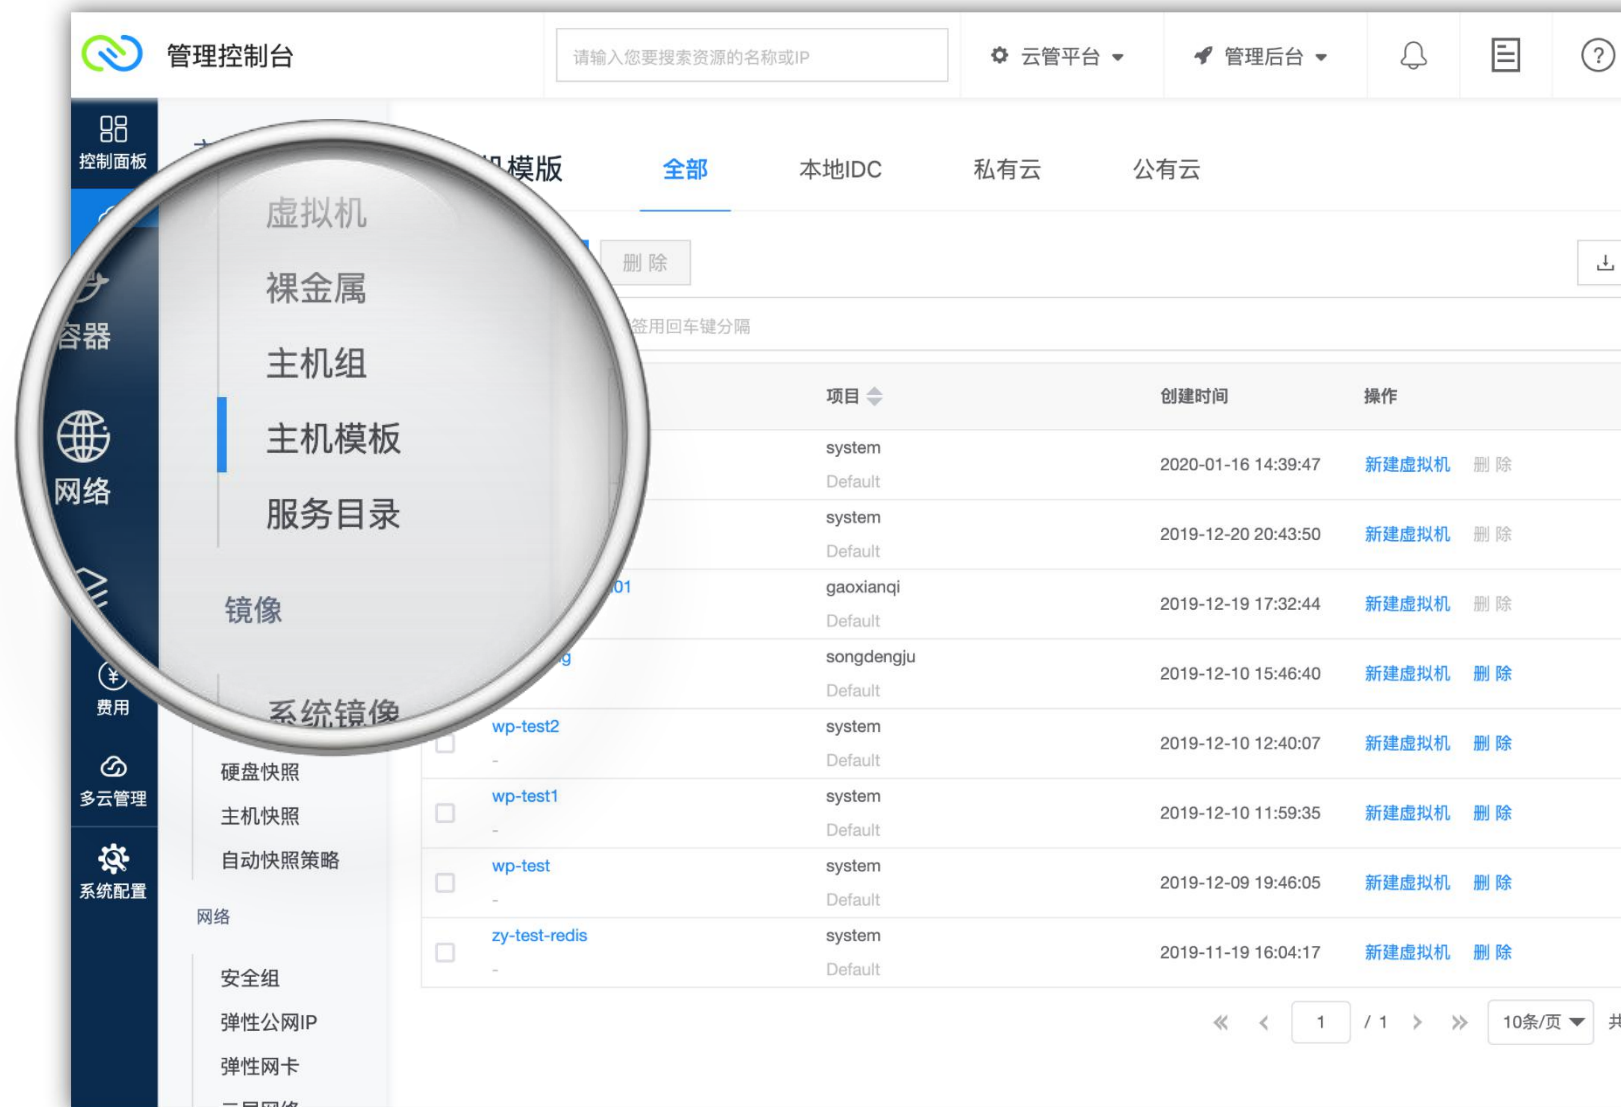 管理控制台
请输入您要搜索资源的名称或IP
云管平台
管理后台
控制面板
模版
全部
本地IDC
私有云
公有云
虚拟机
裸金属
主机组
主机模板
服务目录
镜像
系统镜像
容器
网络
费用
多云管理
系统配置
硬盘快照
主机快照
自动快照策略
网络
安全组
弹性公网IP
弹性网卡
删除
签用回车键分隔
项目 创建时间 操作
system
Default
2020-01-16 14:39:47 新建虚拟机 删除
system
Default
2019-12-20 20:43:50 新建虚拟机 删除
01 gaoxianqi
Default
2019-12-19 17:32:44 新建虚拟机 删除
g songdengju
Default
2019-12-10 15:46:40 新建虚拟机 删除
wp-test2 system
- Default
2019-12-10 12:40:07 新建虚拟机 删除
wp-test1 system
- Default
2019-12-10 11:59:35 新建虚拟机 删除
wp-test system
- Default
2019-12-09 19:46:05 新建虚拟机 删除
zy-test-redis system
- Default
2019-11-19 16:04:17 新建虚拟机 删除
1 / 1 10条/页 共